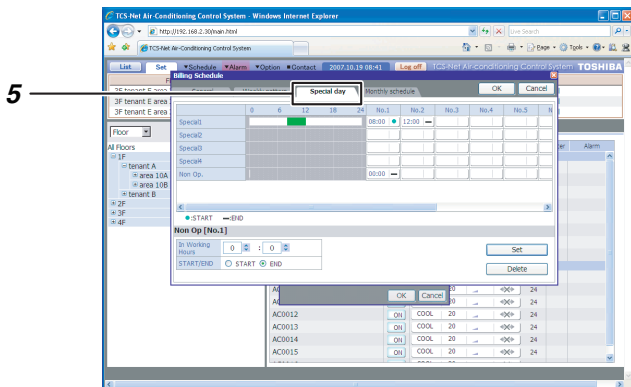 TCS-Net Air-Conditioning Control System - Windows Internet Explorer
http://192.168.2.30/main.html
Live Search
TCS-Net Air-Conditioning Control System
Page Tools
List Set ▼Schedule ▼Alarm ▼Option ■Contact 2007.10.19 08:41 Log off TCS-Net Air-Conditioning Control System TOSHIBA
Billing Schedule
Special day Monthly schedule OK Cancel
5
3F tenant E area
3F tenant E area
0 6 12 18 24 No.1 No.2 No.3 No.4 No.5
Special1 08:00 ● 12:00 —
Special2
Special3
Special4
Non Op. 00:00 —
●:START —:END
Non Op [No.1]
In Working Hours 0 : 0 Set
START/END START END Delete
Floor
All Floors
1F
tenant A
area 10A
area 10B
tenant B
2F
3F
4F
Alarm
OK Cancel
20 24
20 24
AC0012 ON COOL 20 24
AC0013 ON COOL 20 24
AC0014 ON COOL 20 24
AC0015 ON COOL 20 24